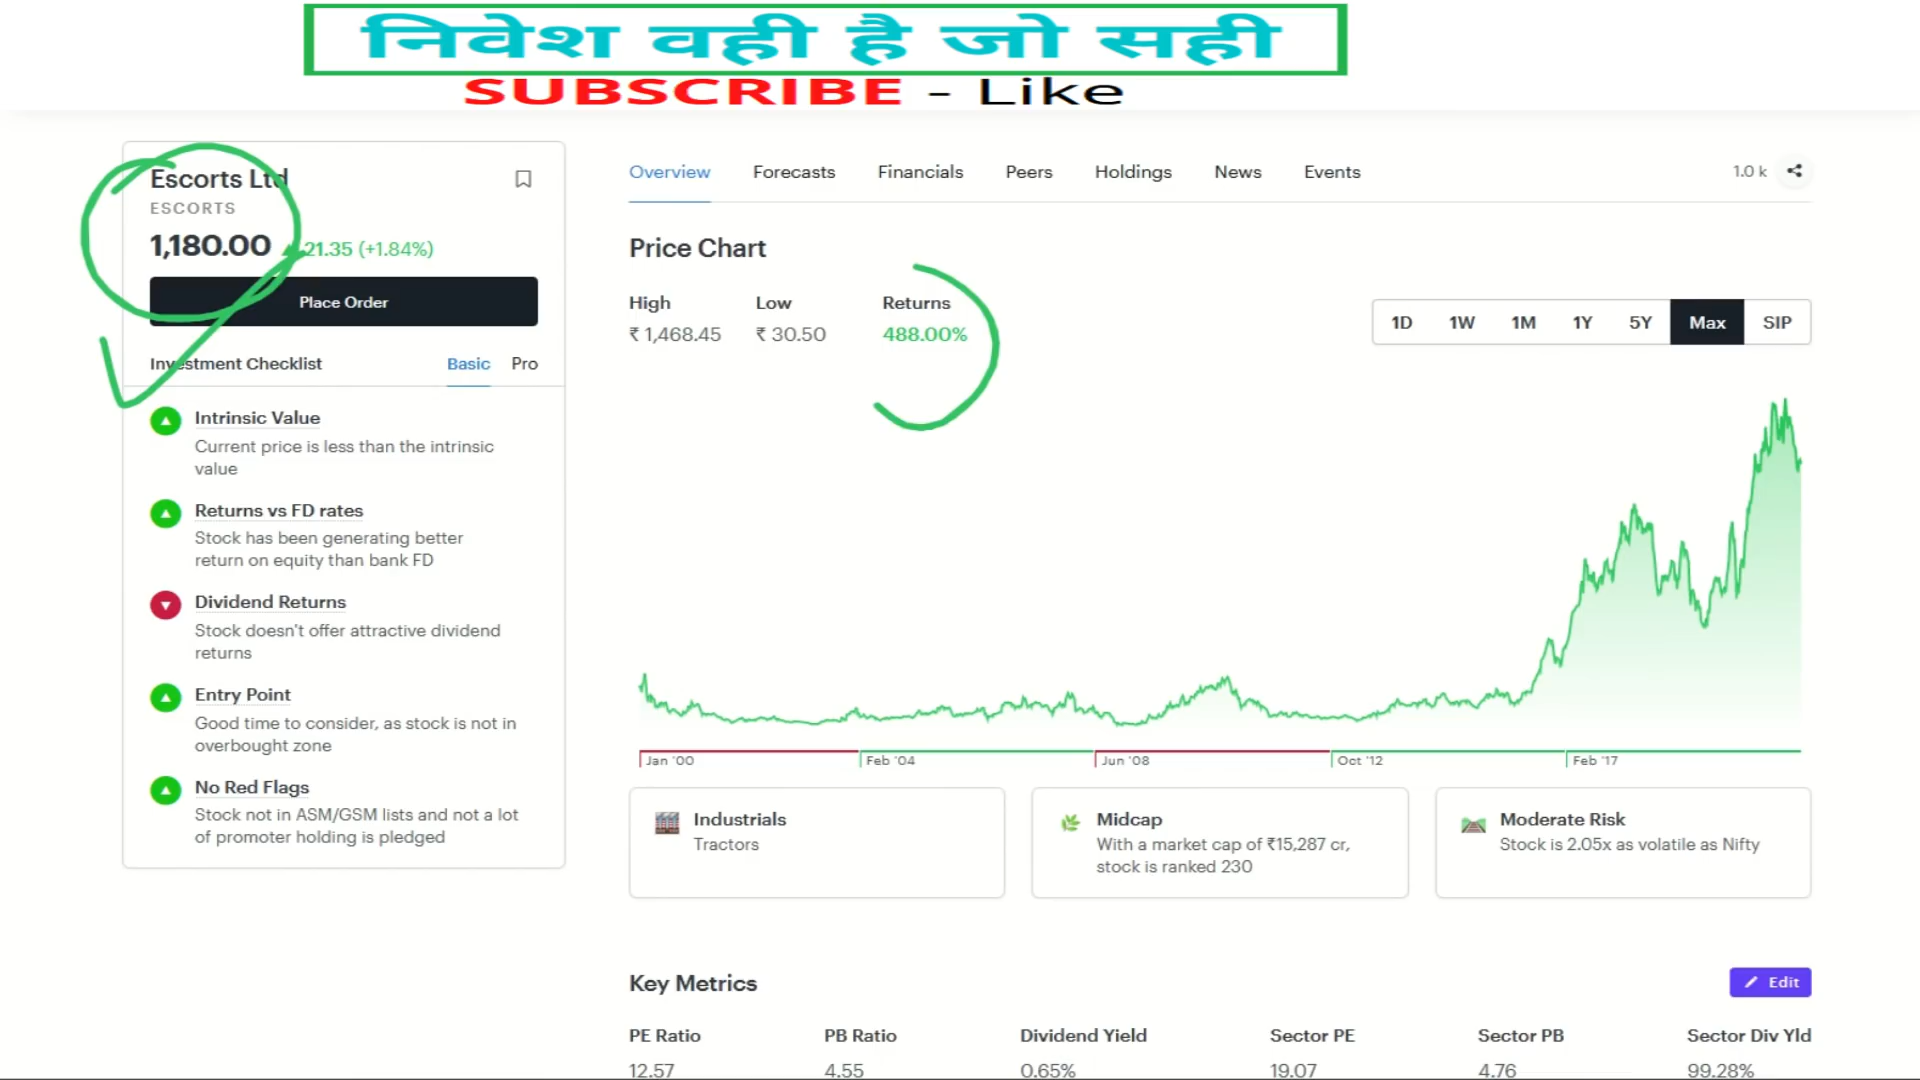 निवेश वही है जो सही
SUBSCRIBE - Like
Escorts Ltd
ESCORTS
1,180.00 ▲ 21.35 (+1.84%)
Place Order
Investment Checklist Basic Pro
Intrinsic Value
Current price is less than the intrinsic
value
Returns vs FD rates
Stock has been generating better
return on equity than bank FD
Dividend Returns
Stock doesn't offer attractive dividend
returns
Entry Point
Good time to consider, as stock is not in
overbought zone
No Red Flags
Stock not in ASM/GSM lists and not a lot
of promoter holding is pledged
Overview Forecasts Financials Peers Holdings News Events 1.0 k
Price Chart
High Low Returns
₹ 1,468.45 ₹ 30.50 488.00%
1D 1W 1M 1Y 5Y Max SIP
Jan '00 Feb '04 Jun '08 Oct '12 Feb '17
Industrials
Tractors
Midcap
With a market cap of ₹15,287 cr,
stock is ranked 230
Moderate Risk
Stock is 2.05x as volatile as Nifty
Key Metrics Edit
PE Ratio PB Ratio Dividend Yield Sector PE Sector PB Sector Div Yld
12.57 4.55 0.65% 19.07 4.76 99.28%